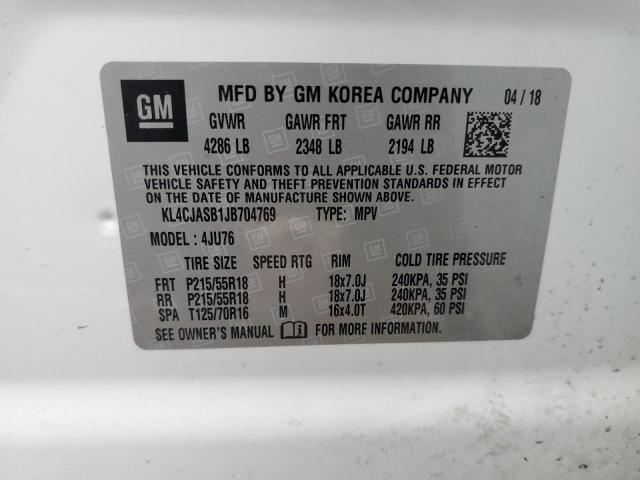 GM MFD BY GM KOREA COMPANY 04/18
GVWR GAWR FRT GAWR RR
4286 LB 2348 LB 2194 LB
THIS VEHICLE CONFORMS TO ALL APPLICABLE U.S. FEDERAL MOTOR
VEHICLE SAFETY AND THEFT PREVENTION STANDARDS IN EFFECT
ON THE DATE OF MANUFACTURE SHOWN ABOVE.
KL4CJASB1JB704769 TYPE: MPV
MODEL: 4JU76
TIRE SIZE SPEED RTG RIM COLD TIRE PRESSURE
FRT P215/55R18 H 18x7.0J 240KPA, 35 PSI
RR P215/55R18 H 18x7.0J 240KPA, 35 PSI
SPA T125/70R16 M 16x4.0T 420KPA, 60 PSI
SEE OWNER'S MANUAL FOR MORE INFORMATION.